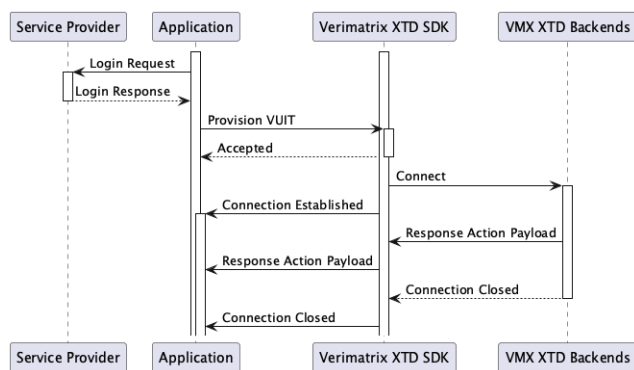 Service Provider
Application
Verimatrix XTD SDK
VMX XTD Backends
Login Request
Login Response
Provision VUIT
Accepted
Connect
Connection Established
Response Action Payload
Response Action Payload
Connection Closed
Connection Closed
Service Provider
Application
Verimatrix XTD SDK
VMX XTD Backends